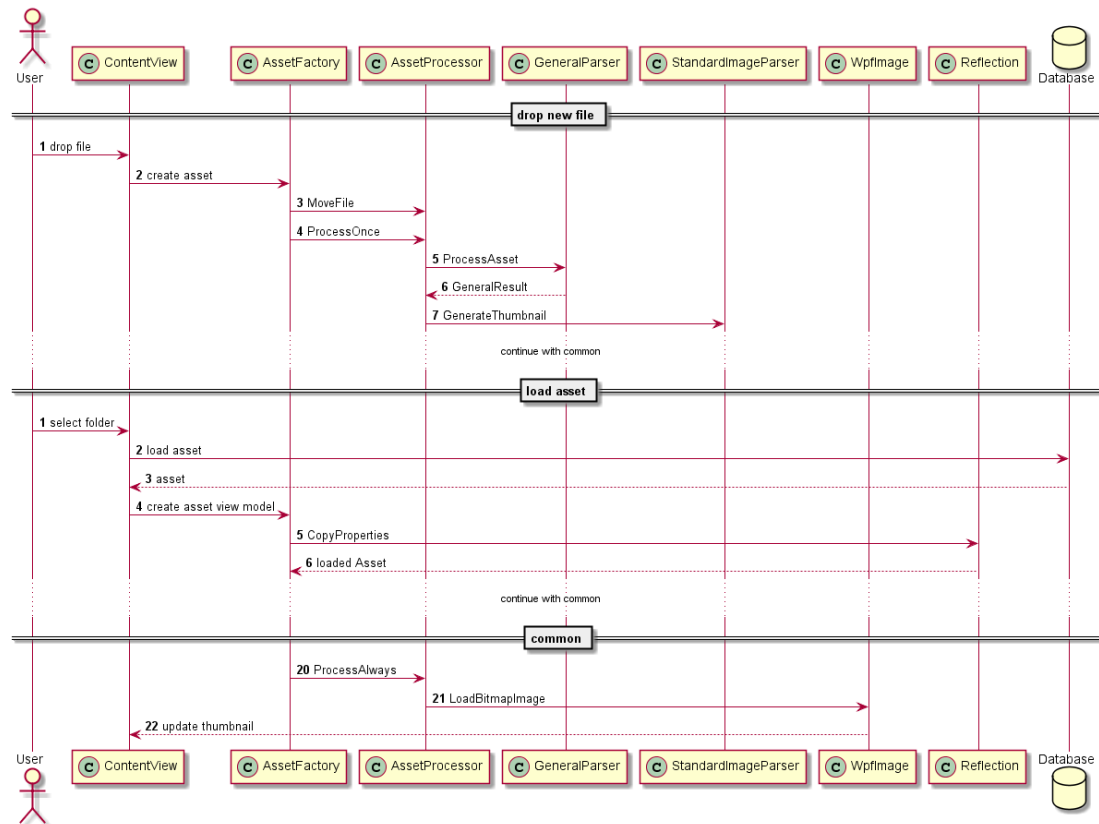 User
C ContentView
C AssetFactory
C AssetProcessor
C GeneralParser
C StandardImageParser
C WpfImage
C Reflection
Database
drop new file
1 drop file
2 create asset
3 MoveFile
4 ProcessOnce
5 ProcessAsset
6 GeneralResult
7 GenerateThumbnail
continue with common
load asset
1 select folder
2 load asset
3 asset
4 create asset view model
5 CopyProperties
6 loaded Asset
continue with common
common
20 ProcessAlways
21 LoadBitmapImage
22 update thumbnail
User
C ContentView
C AssetFactory
C AssetProcessor
C GeneralParser
C StandardImageParser
C WpfImage
C Reflection
Database